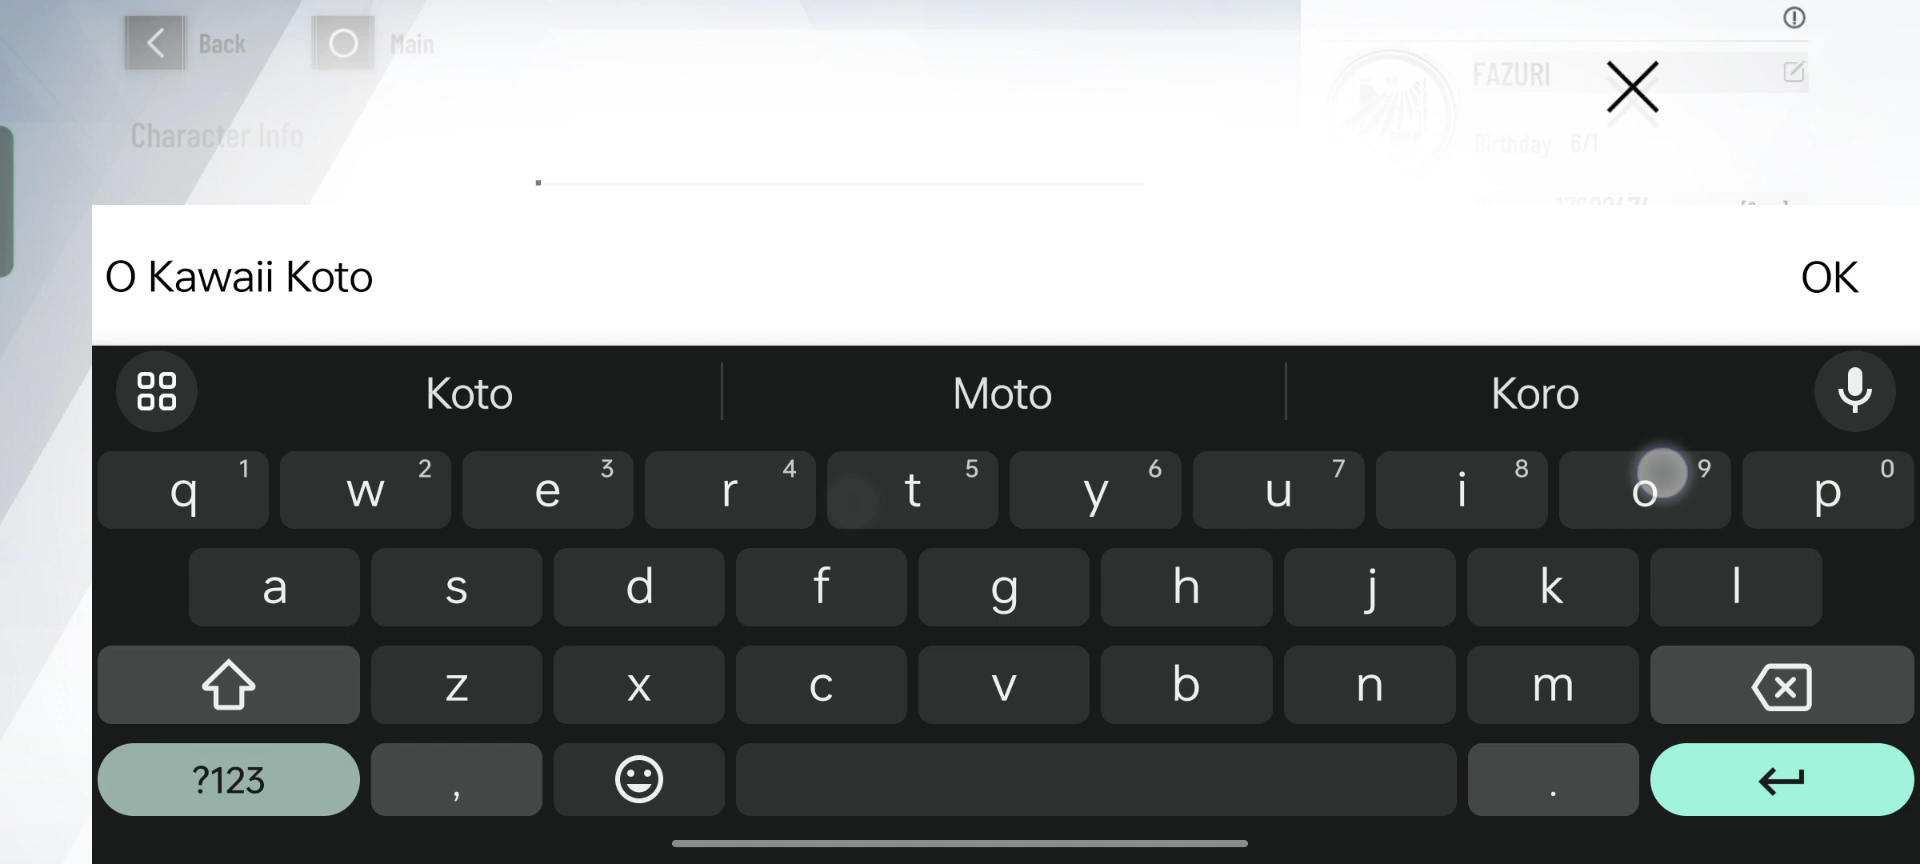 Back
Main
FAZURI
Character Info
Birthday 6/1
O Kawaii Koto
OK
Koto
Moto
Koro
q 1 w 2 e 3 r 4 t 5 y 6 u 7 i 8 o 9 p 0
a s d f g h j k l
z x c v b n m
?123 , .